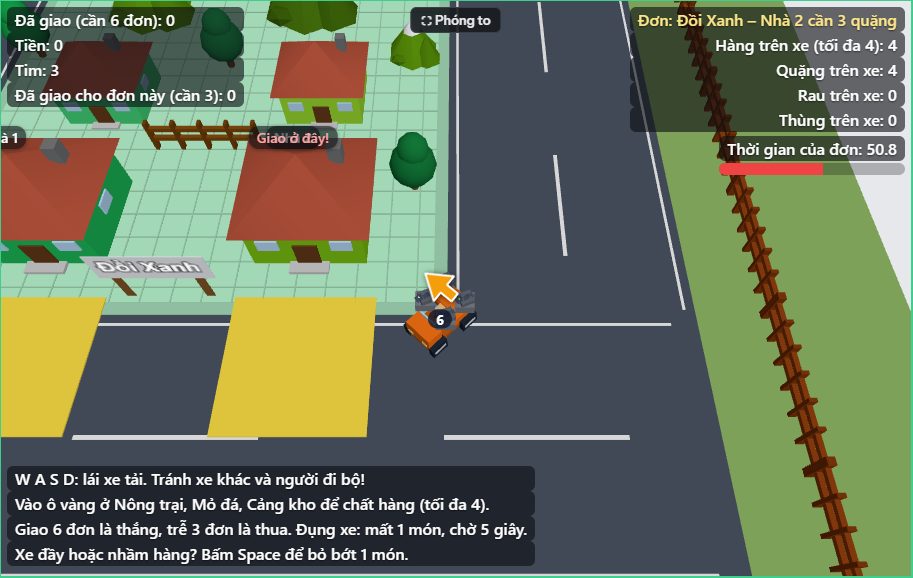 Đã giao (cần 6 đơn): 0
Tiền: 0
Tim: 3
Đã giao cho đơn này (cần 3): 0
Phóng to
Đơn: Đồi Xanh – Nhà 2 cần 3 quặng
Hàng trên xe (tối đa 4): 4
Quặng trên xe: 4
Rau trên xe: 0
Thùng trên xe: 0
Thời gian của đơn: 50.8
à 1
Giao ở đây!
Đồi Xanh
6
W A S D: lái xe tải. Tránh xe khác và người đi bộ!
Vào ô vàng ở Nông trại, Mỏ đá, Cảng kho để chất hàng (tối đa 4).
Giao 6 đơn là thắng, trễ 3 đơn là thua. Đụng xe: mất 1 món, chờ 5 giây.
Xe đầy hoặc nhầm hàng? Bấm Space để bỏ bớt 1 món.